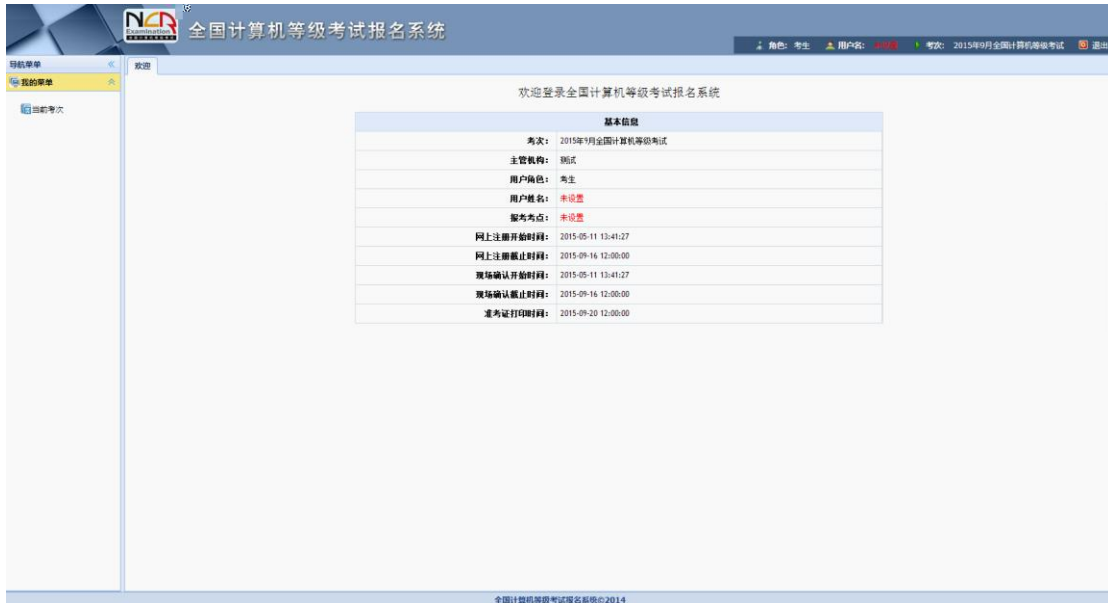 NCR
Examination
全国计算机等级考试报名系统
角色: 考生 用户名: 考次: 2015年9月全国计算机等级考试 退出
导航单单
我的菜单
当前考次
欢迎
欢迎登录全国计算机等级考试报名系统
基本信息
考次: 2015年9月全国计算机等级考试
主管机构: 测试
用户角色: 考生
用户姓名: 未设置
报考考点: 未设置
网上注册开始时间: 2015-05-11 13:41:27
网上注册截止时间: 2015-09-16 12:00:00
现场确认开始时间: 2015-05-11 13:41:27
现场确认截止时间: 2015-09-16 12:00:00
准考证打印时间: 2015-09-20 12:00:00
全国计算机等级考试报名系统©2014